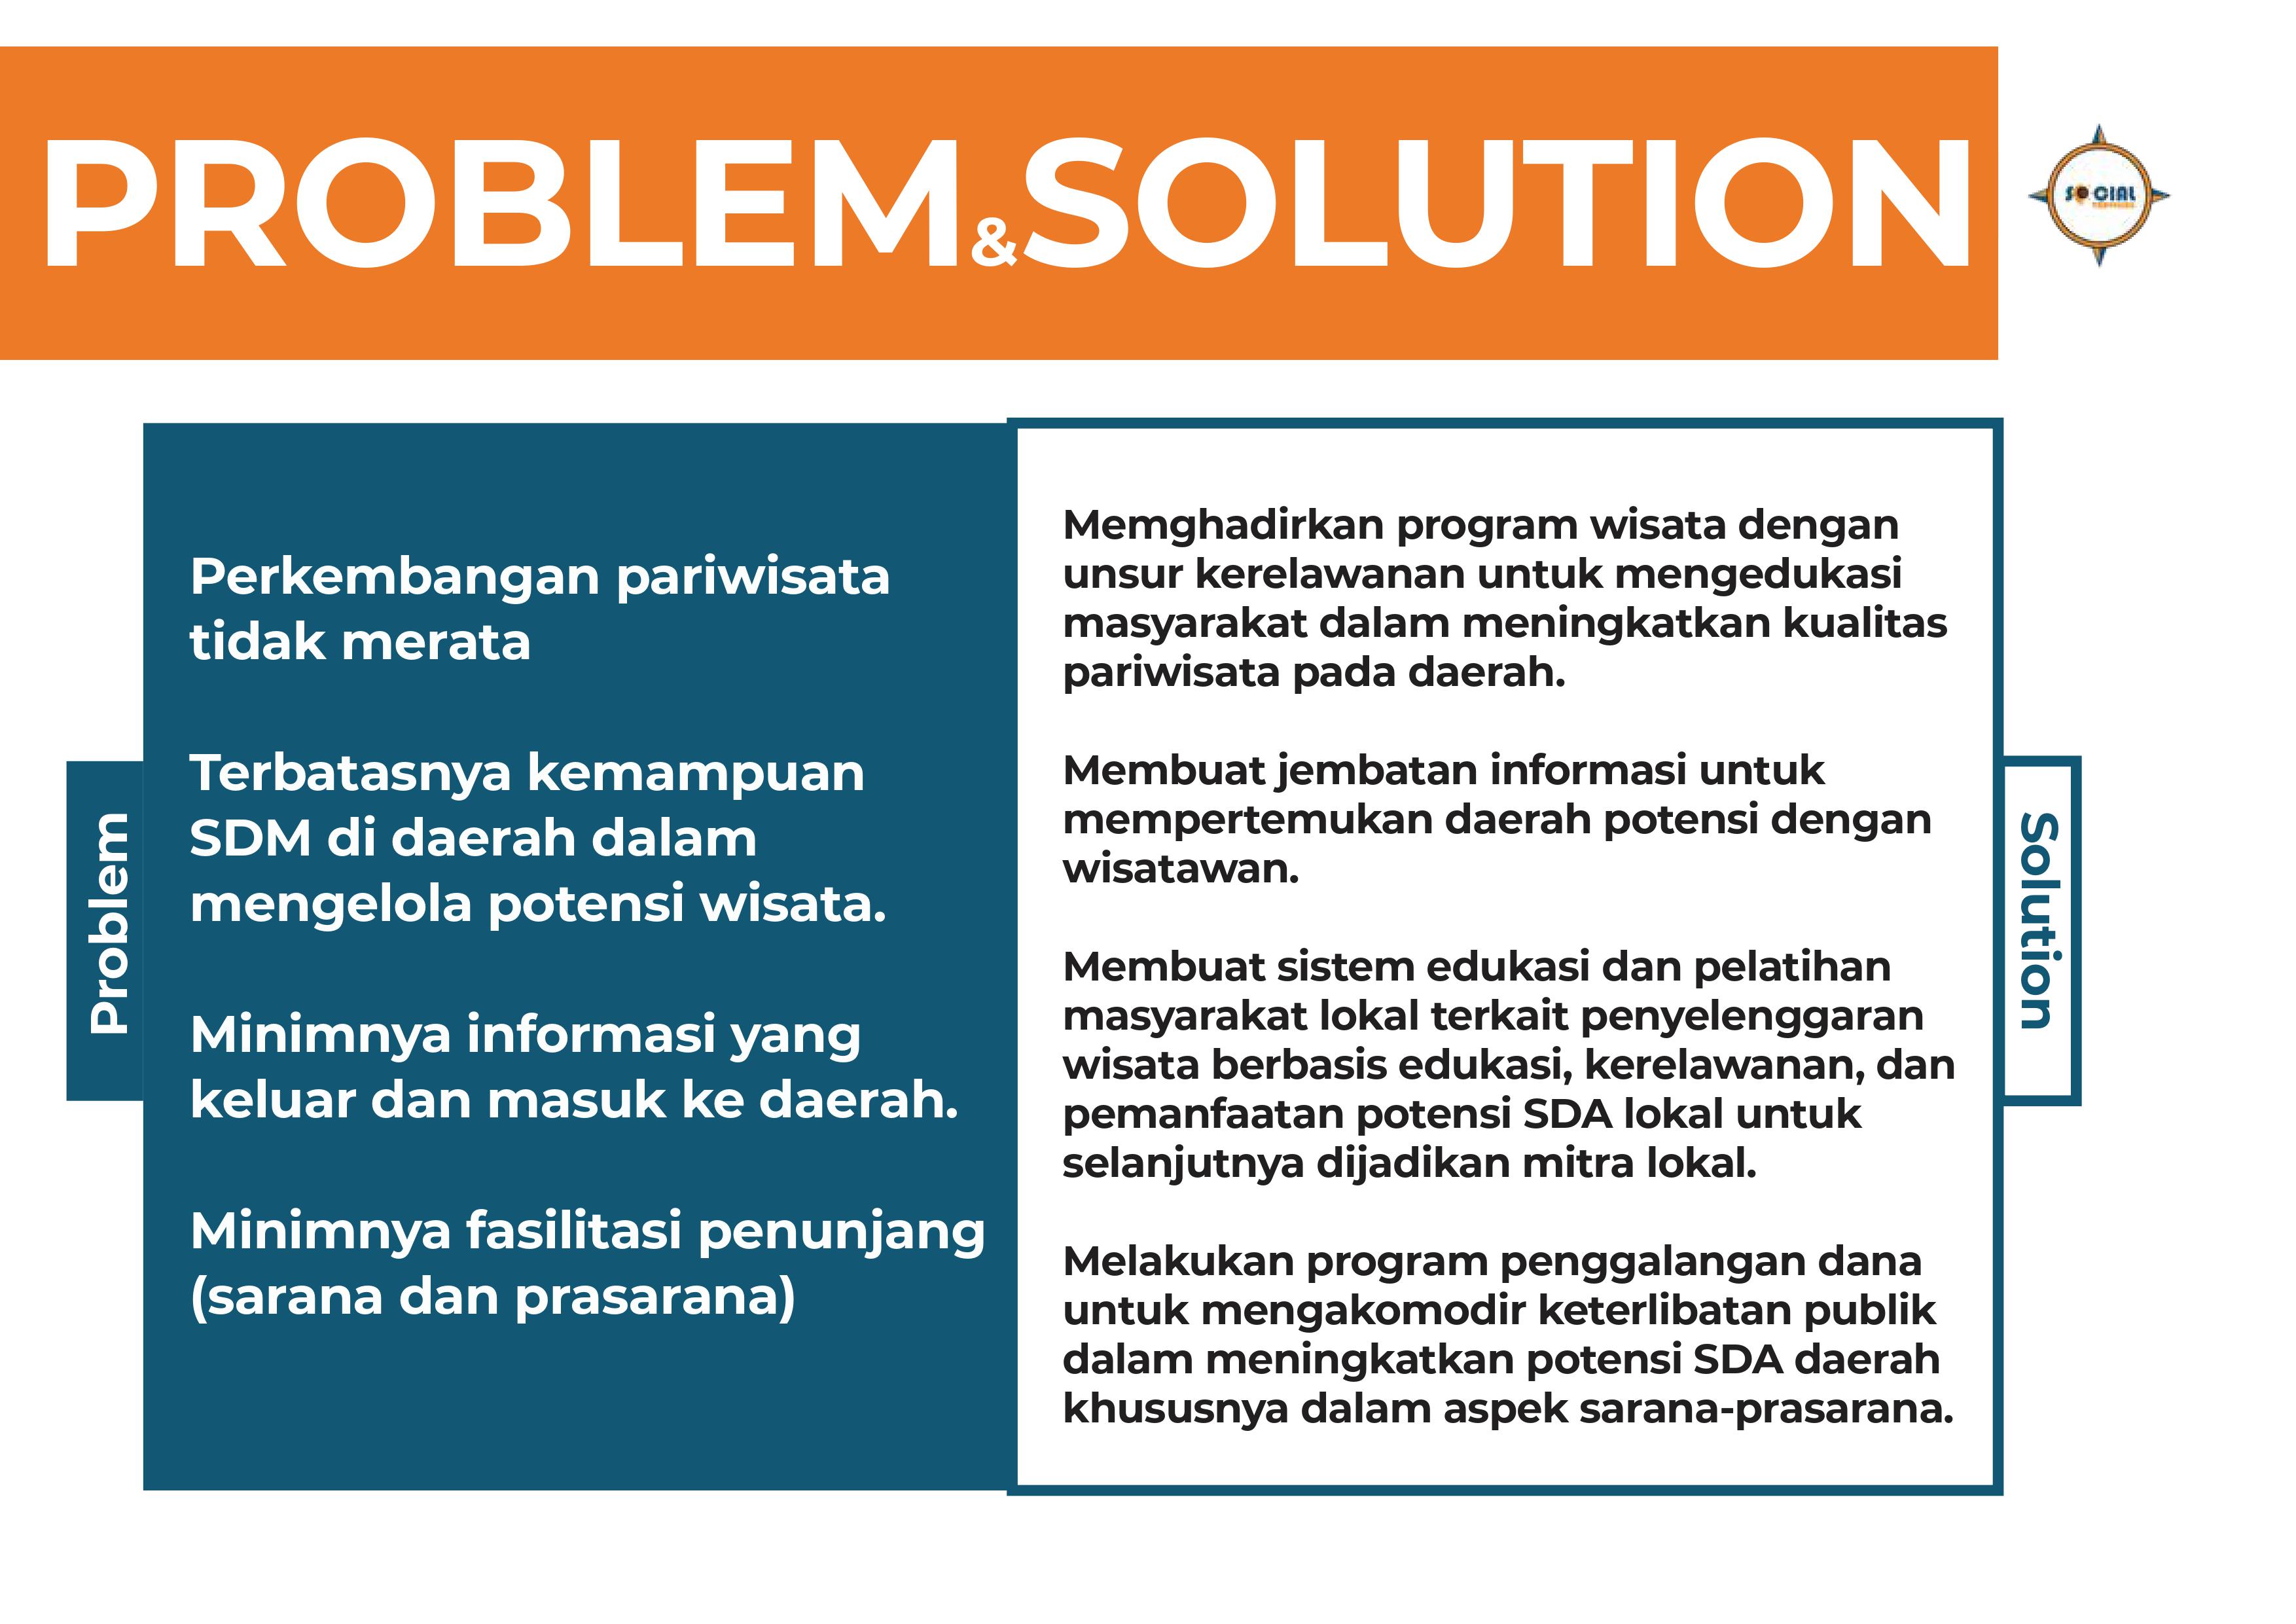 PROBLEM&SOLUTION
SOCIAL
Problem
Perkembangan pariwisata
tidak merata
Terbatasnya kemampuan
SDM di daerah dalam
mengelola potensi wisata.
Minimnya informasi yang
keluar dan masuk ke daerah.
Minimnya fasilitasi penunjang
(sarana dan prasarana)
Memghadirkan program wisata dengan
unsur kerelawanan untuk mengedukasi
masyarakat dalam meningkatkan kualitas
pariwisata pada daerah.
Membuat jembatan informasi untuk
mempertemukan daerah potensi dengan
wisatawan.
Membuat sistem edukasi dan pelatihan
masyarakat lokal terkait penyelenggaran
wisata berbasis edukasi, kerelawanan, dan
pemanfaatan potensi SDA lokal untuk
selanjutnya dijadikan mitra lokal.
Melakukan program penggalangan dana
untuk mengakomodir keterlibatan publik
dalam meningkatkan potensi SDA daerah
khususnya dalam aspek sarana-prasarana.
Solution